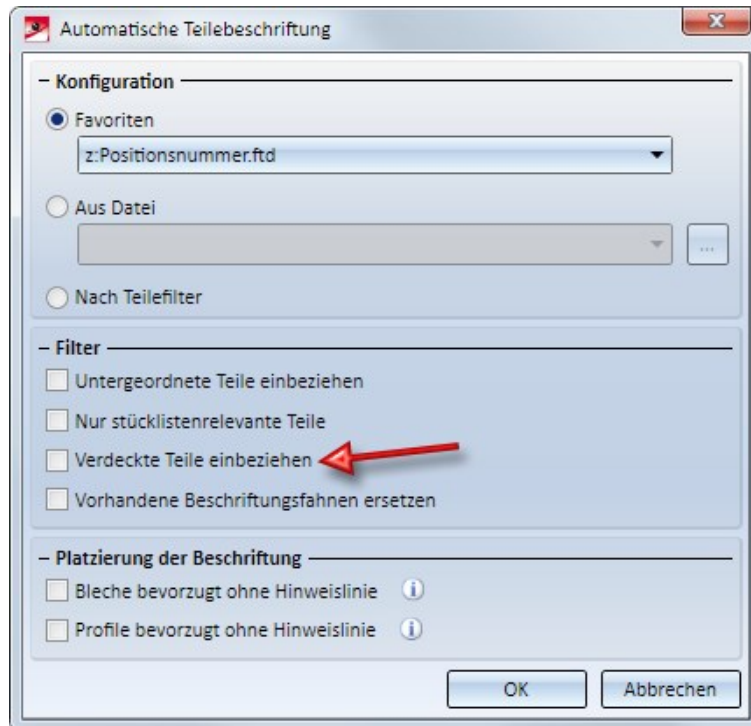 Automatische Teilebeschriftung
Konfiguration
Favoriten
z:Positionsnummer.ftd
Aus Datei
...
Nach Teilefilter
Filter
Untergeordnete Teile einbeziehen
Nur stücklistenrelevante Teile
Verdeckte Teile einbeziehen
Vorhandene Beschriftungsfahnen ersetzen
Platzierung der Beschriftung
Bleche bevorzugt ohne Hinweislinie
Profile bevorzugt ohne Hinweislinie
OK Abbrechen